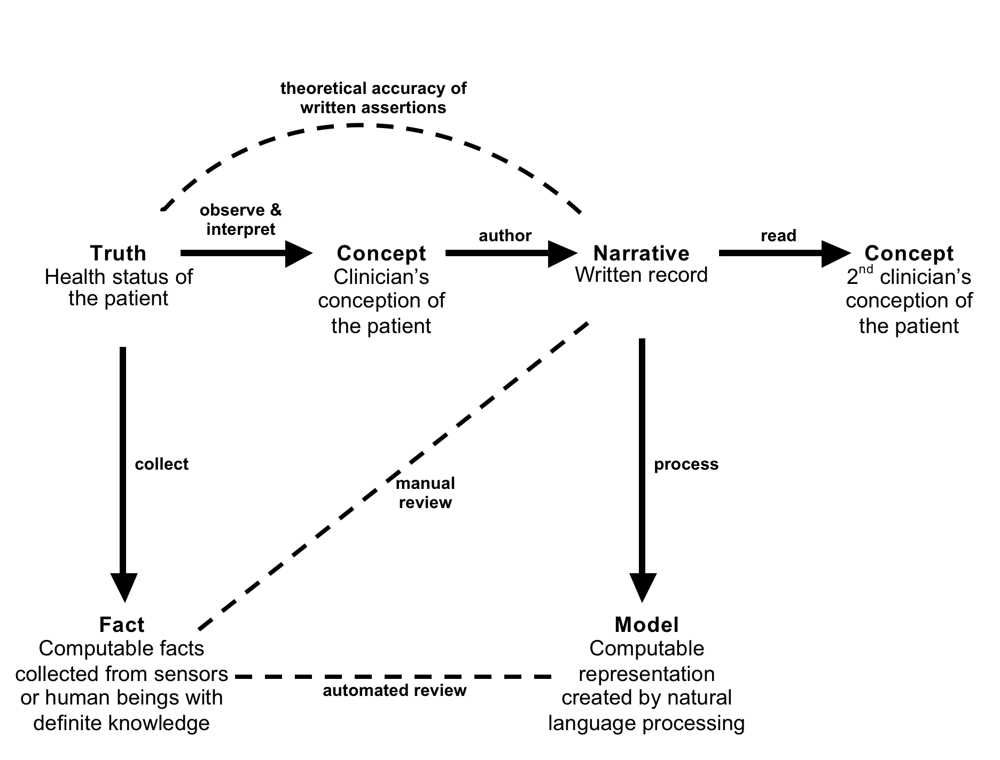 theoretical accuracy of
written assertions
observe &
interpret
author
read
Truth
Health status of
the patient
Concept
Clinician’s
conception of
the patient
Narrative
Written record
Concept
2nd clinician’s
conception of
the patient
collect
manual
review
process
Fact
Computable facts
collected from sensors
or human beings with
definite knowledge
automated review
Model
Computable
representation
created by natural
language processing